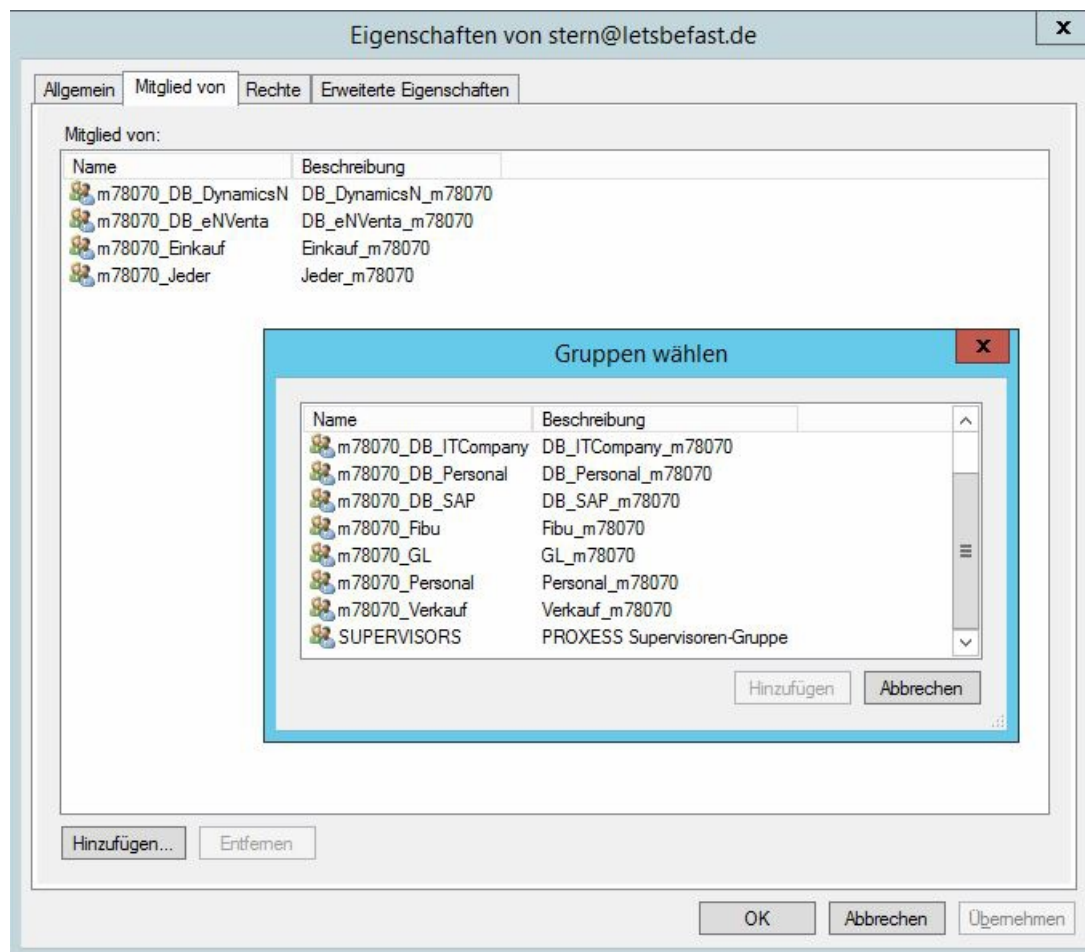 Eigenschaften von stern@letsbefast.de
x
Allgemein Mitglied von Rechte Erweiterte Eigenschaften
Mitglied von:
Name Beschreibung
m78070_DB_DynamicsN DB_DynamicsN_m78070
m78070_DB_eNVenta DB_eNVenta_m78070
m78070_Einkauf Einkauf_m78070
m78070_Jeder Jeder_m78070
Gruppen wählen
x
Name Beschreibung
m78070_DB_ITCompany DB_ITCompany_m78070
m78070_DB_Personal DB_Personal_m78070
m78070_DB_SAP DB_SAP_m78070
m78070_Fibu Fibu_m78070
m78070_GL GL_m78070
m78070_Personal Personal_m78070
m78070_Verkauf Verkauf_m78070
SUPERVISORS PROXESS Supervisoren-Gruppe
Hinzufügen Abbrechen
Hinzufügen... Entfernen
OK Abbrechen Übernehmen